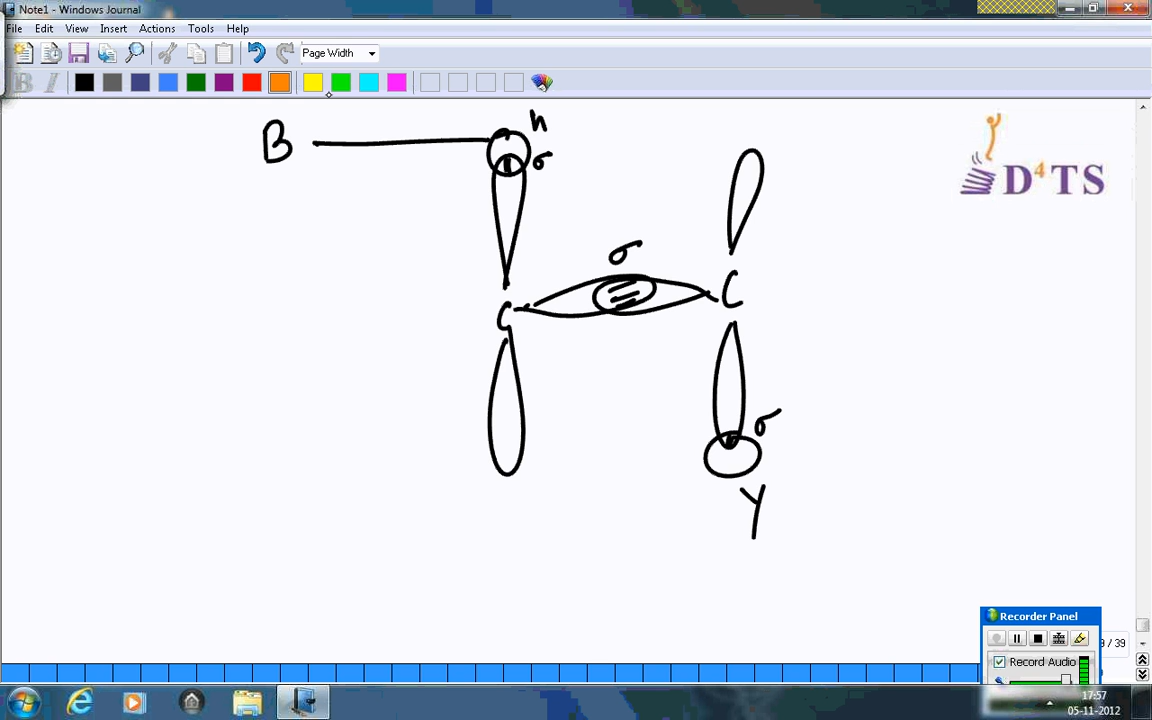 Note1 - Windows Journal
File Edit View Insert Actions Tools Help
Page Width
B I
B h
σ
D4TS
σ
C C
σ
Y
Recorder Panel
/ 39
Record Audio
17:57
05-11-2012